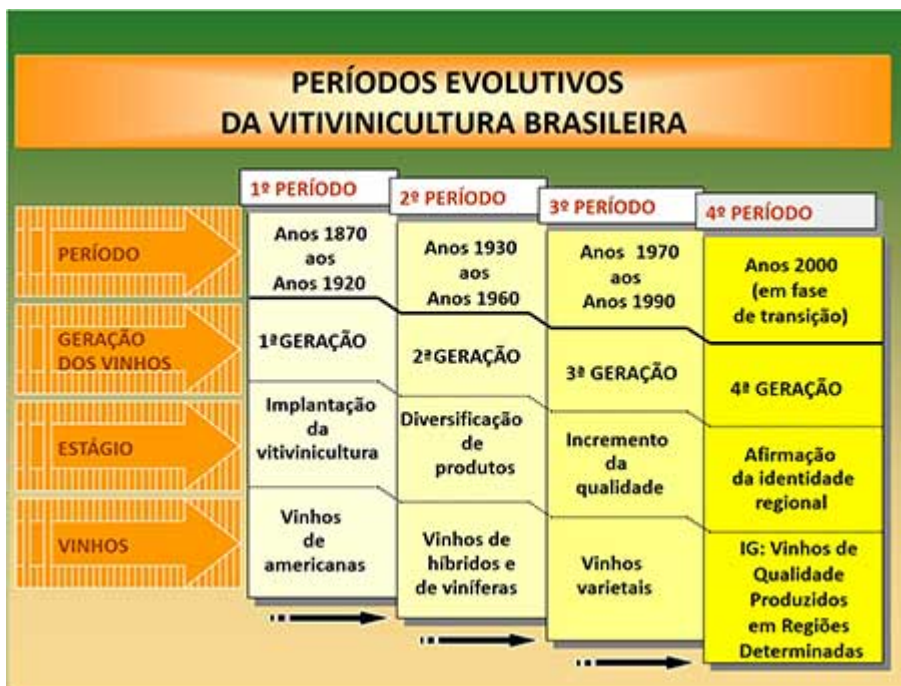 PERÍODOS EVOLUTIVOS
DA VITIVINICULTURA BRASILEIRA
1º PERÍODO
2º PERÍODO
3º PERÍODO
4º PERÍODO
PERÍODO
Anos 1870
aos
Anos 1920
Anos 1930
aos
Anos 1960
Anos 1970
aos
Anos 1990
Anos 2000
(em fase
de transição)
GERAÇÃO
DOS VINHOS
1ªGERAÇÃO
2ªGERAÇÃO
3ª GERAÇÃO
4ª GERAÇÃO
ESTÁGIO
Implantação
da
vitivinicultura
Diversificação
de
produtos
Incremento
da
qualidade
Afirmação
da identidade
regional
VINHOS
Vinhos
de
americanas
Vinhos de
híbridos e
de viníferas
Vinhos
varietais
IG: Vinhos de
Qualidade
Produzidos
em Regiões
Determinadas